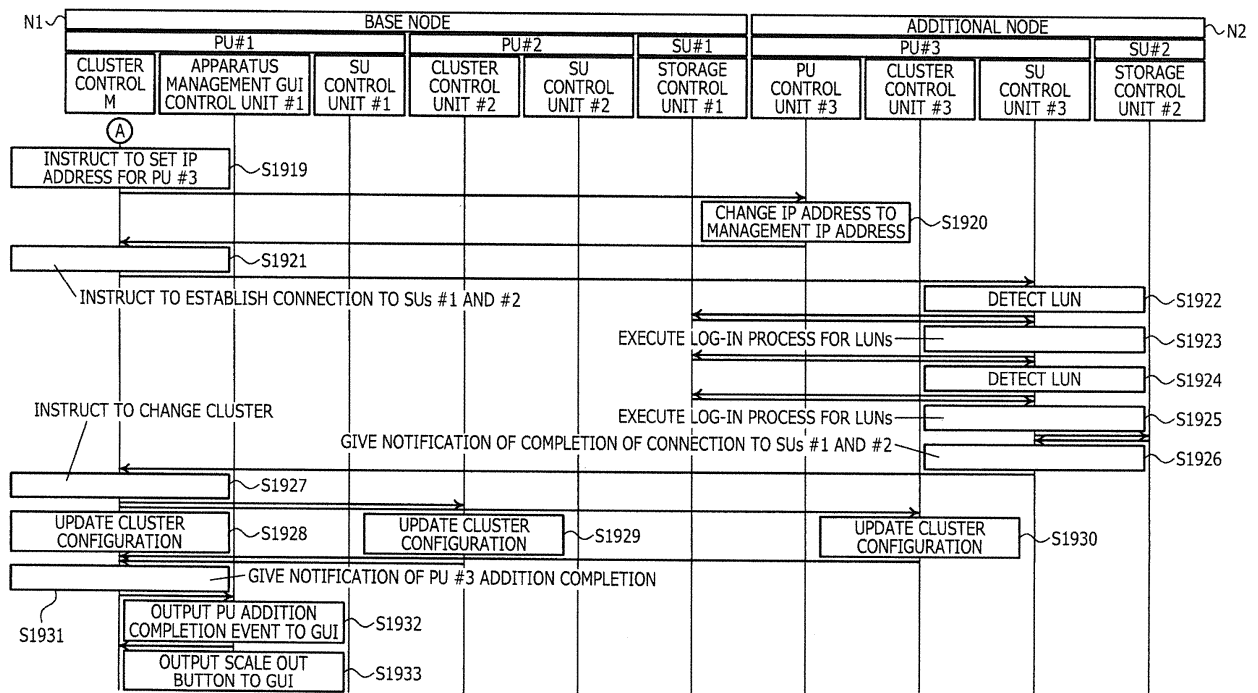 N1
BASE NODE
ADDITIONAL NODE
N2
PU#1
PU#2
SU#1
PU#3
SU#2
CLUSTER
CONTROL
M
APPARATUS
MANAGEMENT GUI
CONTROL UNIT #1
SU
CONTROL
UNIT #1
CLUSTER
CONTROL
UNIT #2
SU
CONTROL
UNIT #2
STORAGE
CONTROL
UNIT #1
PU
CONTROL
UNIT #3
CLUSTER
CONTROL
UNIT #3
SU
CONTROL
UNIT #3
STORAGE
CONTROL
UNIT #2
A
INSTRUCT TO SET IP
ADDRESS FOR PU #3
S1919
CHANGE IP ADDRESS TO
MANAGEMENT IP ADDRESS
S1920
S1921
INSTRUCT TO ESTABLISH CONNECTION TO SUs #1 AND #2
DETECT LUN
S1922
EXECUTE LOG-IN PROCESS FOR LUNs
S1923
DETECT LUN
S1924
INSTRUCT TO CHANGE CLUSTER
EXECUTE LOG-IN PROCESS FOR LUNs
S1925
GIVE NOTIFICATION OF COMPLETION OF CONNECTION TO SUs #1 AND #2
S1926
S1927
UPDATE CLUSTER
CONFIGURATION
S1928
UPDATE CLUSTER
CONFIGURATION
S1929
UPDATE CLUSTER
CONFIGURATION
S1930
GIVE NOTIFICATION OF PU #3 ADDITION COMPLETION
S1931
OUTPUT PU ADDITION
COMPLETION EVENT TO GUI
S1932
OUTPUT SCALE OUT
BUTTON TO GUI
S1933